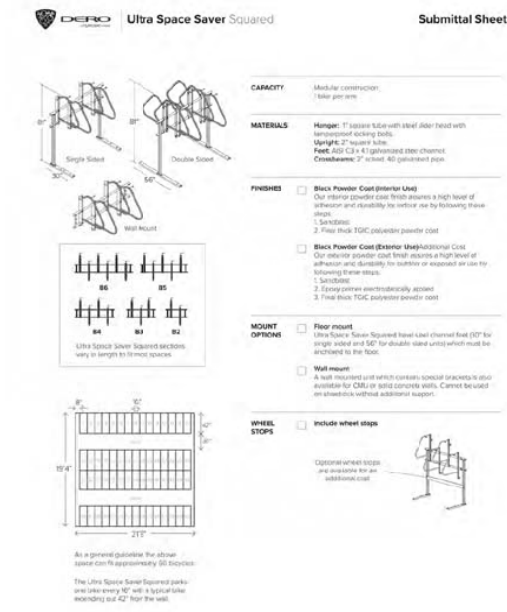 DERO
Ultra Space Saver Squared
Submittal Sheet
81"
Single Sided
30"
81"
Double Sided
56"
Wall Mount
B6
B5
B4
B3
B2
Ultra Space Saver Squared sections
vary in length to fit most spaces
8"
16"
15'4"
21'5"
As a general guideline the above
space can fit approximately
bicycles
The Ultra Space Saver Squared parks
one bike every 16" with a typical bike
extending out 42" from the wall.
CAPACITY
Modular construction
1 bike per arm
MATERIALS
Hanger: 1" square tube with steel slider head with
tamperproof locking bolts.
Upright: 2" square tube.
Feet: AISI C3 x 4.1 galvanized steel channel
Crossbeams: 2" sched. 40 galvanized pipe.
FINISHES
Black Powder Coat (Interior Use)
Our interior powder coat finish assures a high level of
adhesion and durability for indoor use by following these
steps:
1. Sandblast
2. Final thick TGIC polyester powder coat
Black Powder Coat (Exterior Use) Additional Cost
Our exterior powder coat finish assures a high level of
adhesion and durability for outdoor or exposed air use by
following these steps:
1. Sandblast
2. Epoxy primer electrostatically applied
3. Final thick TGIC polyester powder coat
MOUNT
OPTIONS
Floor mount
Ultra Space Saver Squared have steel channel feet (30" for
single sided and 56" for double sided units) which must be
anchored to the floor.
Wall mount
A wall mounted unit which contains special brackets is also
available for CMU or solid concrete walls. Cannot be used
on sheetrock without additional support.
WHEEL
STOPS
Include wheel stops
Optional wheel stops
are available for an
additional cost